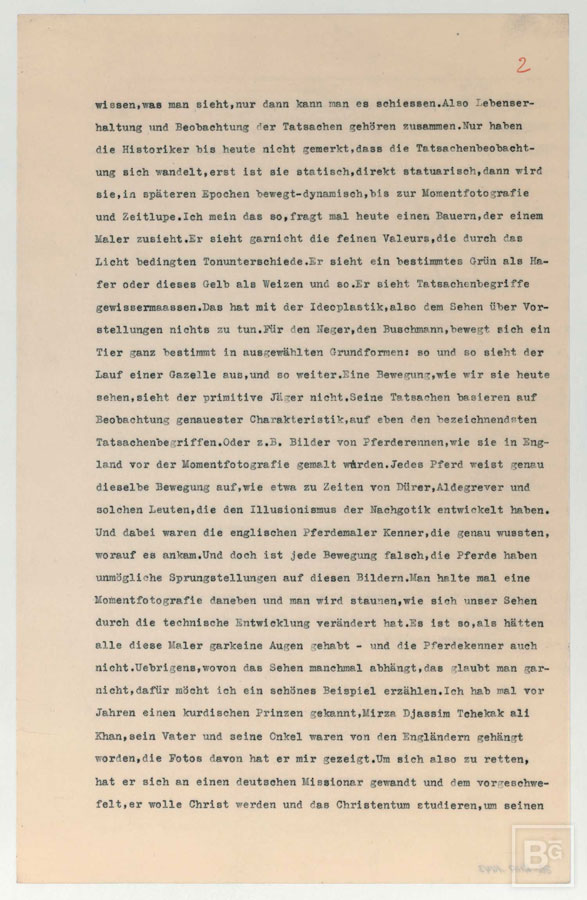 2
wissen,was man sieht,nur dann kann man es schiessen.Also Lebenser-
haltung und Beobachtung der Tatsachen gehören zusammen.Nur haben
die Historiker bis heute nicht gemerkt,dass die Tatsachenbeobacht-
ung sich wandelt,erst ist sie statisch,direkt statuarisch,dann wird
sie,in späteren Epochen bewegt-dynamisch,bis zur Momentfotografie
und Zeitlupe.Ich mein das so,fragt mal heute einen Bauern,der einem
Maler zusieht.Er sieht garnicht die feinen Valeurs,die durch das
Licht bedingten Tonunterschiede.Er sieht ein bestimmtes Grün als Ha-
fer oder dieses Gelb als Weizen und so.Er sieht Tatsachenbegriffe
gewissermaassen.Das hat mit der Ideoplastik,also dem Sehen über Vor-
stellungen nichts zu tun.Für den Neger,den Buschmann,bewegt sich ein
Tier ganz bestimmt in ausgewählten Grundformen: so und so sieht der
Lauf einer Gazelle aus,und so weiter.Eine Bewegung,wie wir sie heute
sehen,sieht der primitive Jäger nicht.Seine Tatsachen basieren auf
Beobachtung genauester Charakteristik,auf eben den bezeichnendsten
Tatsachenbegriffen.Oder z.B. Bilder von Pferderennen,wie sie in Eng-
land vor der Momentfotografie gemalt wurden.Jedes Pferd weist genau
dieselbe Bewegung auf,wie etwa zu Zeiten von Dürer,Aldegrever und
solchen Leuten,die den Illusionismus der Nachgotik entwickelt haben.
Und dabei waren die englischen Pferdemaler Kenner,die genau wussten,
worauf es ankam.Und doch ist jede Bewegung falsch,die Pferde haben
unmögliche Sprungstellungen auf diesen Bildern.Man halte mal eine
Momentfotografie daneben und man wird staunen,wie sich unser Sehen
durch die technische Entwicklung verändert hat.Es ist so,als hätten
alle diese Maler garkeine Augen gehabt - und die Pferdekenner auch
nicht.Uebrigens,wovon das Sehen manchmal abhängt,das glaubt man gar-
nicht,dafür möcht ich ein schönes Beispiel erzählen.Ich hab mal vor
Jahren einen kurdischen Prinzen gekannt,Mirza Djassim Tchekak ali
Khan,sein Vater und seine Onkel waren von den Engländern gehängt
worden,die Fotos davon hat er mir gezeigt.Um sich also zu retten,
hat er sich an einen deutschen Missionar gewandt und dem vorgeschwe-
felt,er wolle Christ werden und das Christentum studieren,um seinen
BG